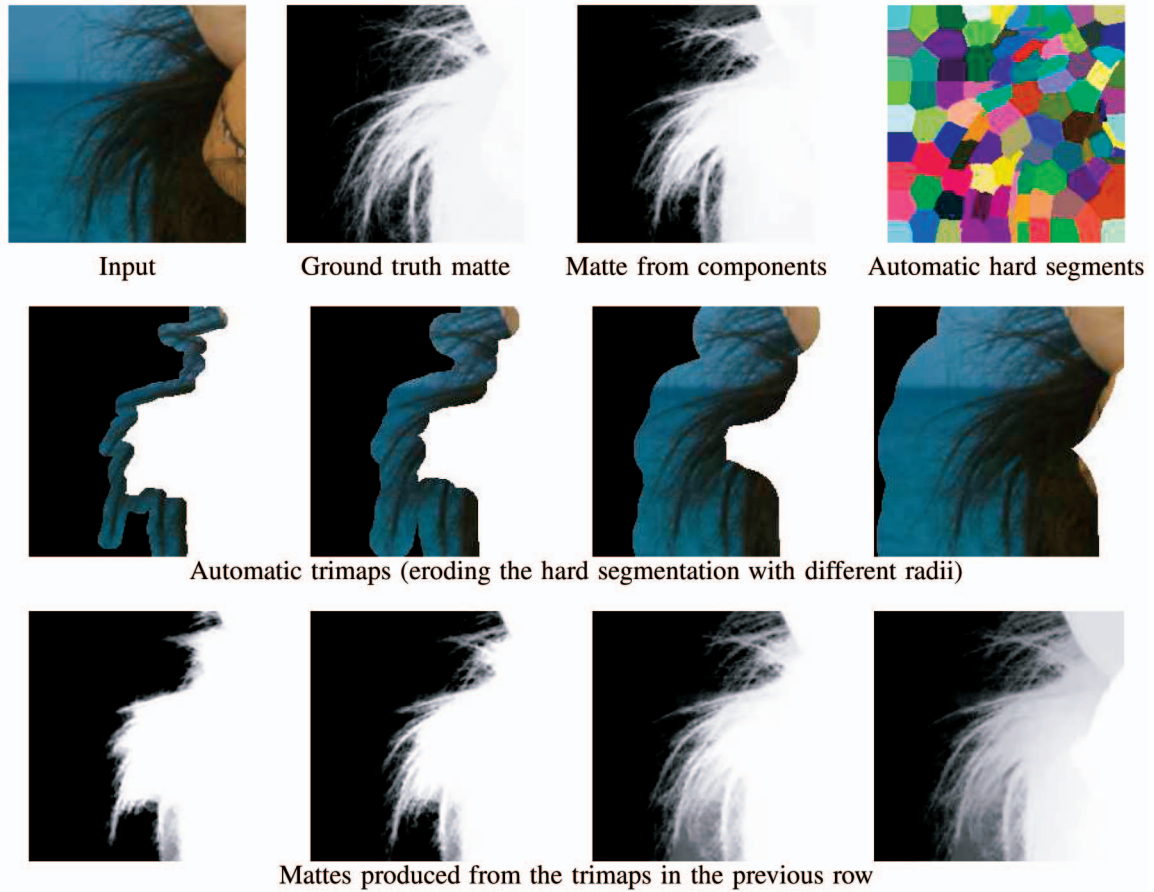 Input
Ground truth matte
Matte from components
Automatic hard segments
Automatic trimaps (eroding the hard segmentation with different radii)
Mattes produced from the trimaps in the previous row